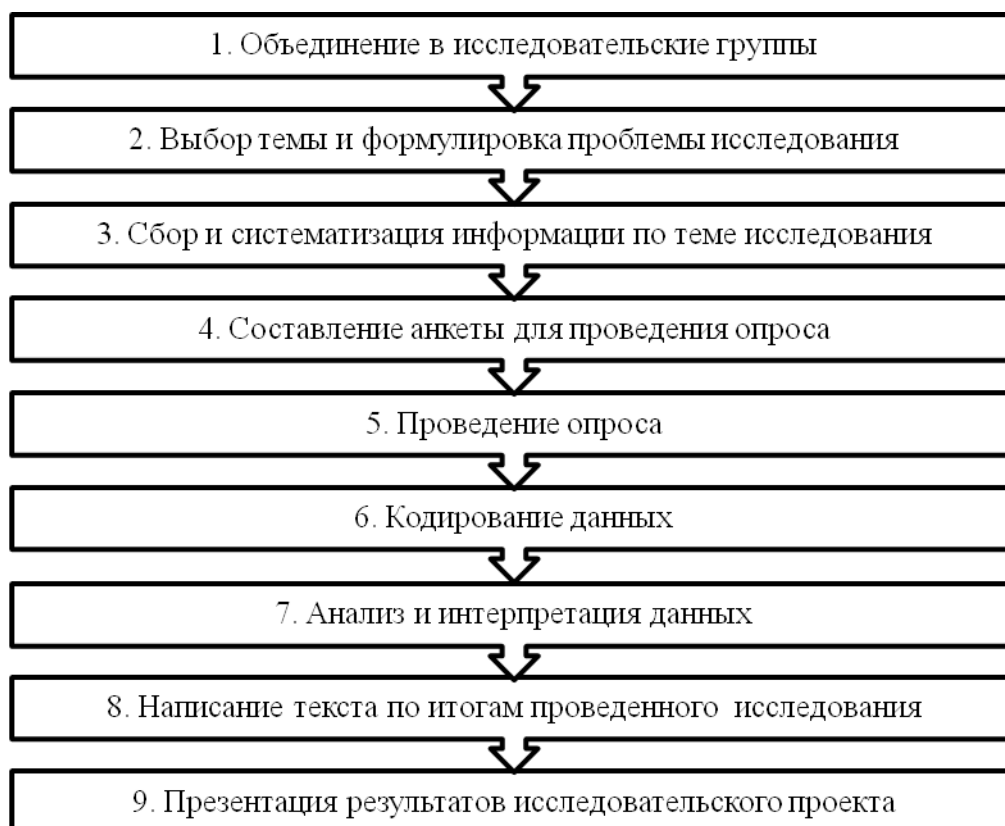 1. Объединение в исследовательские группы
2. Выбор темы и формулировка проблемы исследования
3. Сбор и систематизация информации по теме исследования
4. Составление анкеты для проведения опроса
5. Проведение опроса
6. Кодирование данных
7. Анализ и интерпретация данных
8. Написание текста по итогам проведенного исследования
9. Презентация результатов исследовательского проекта